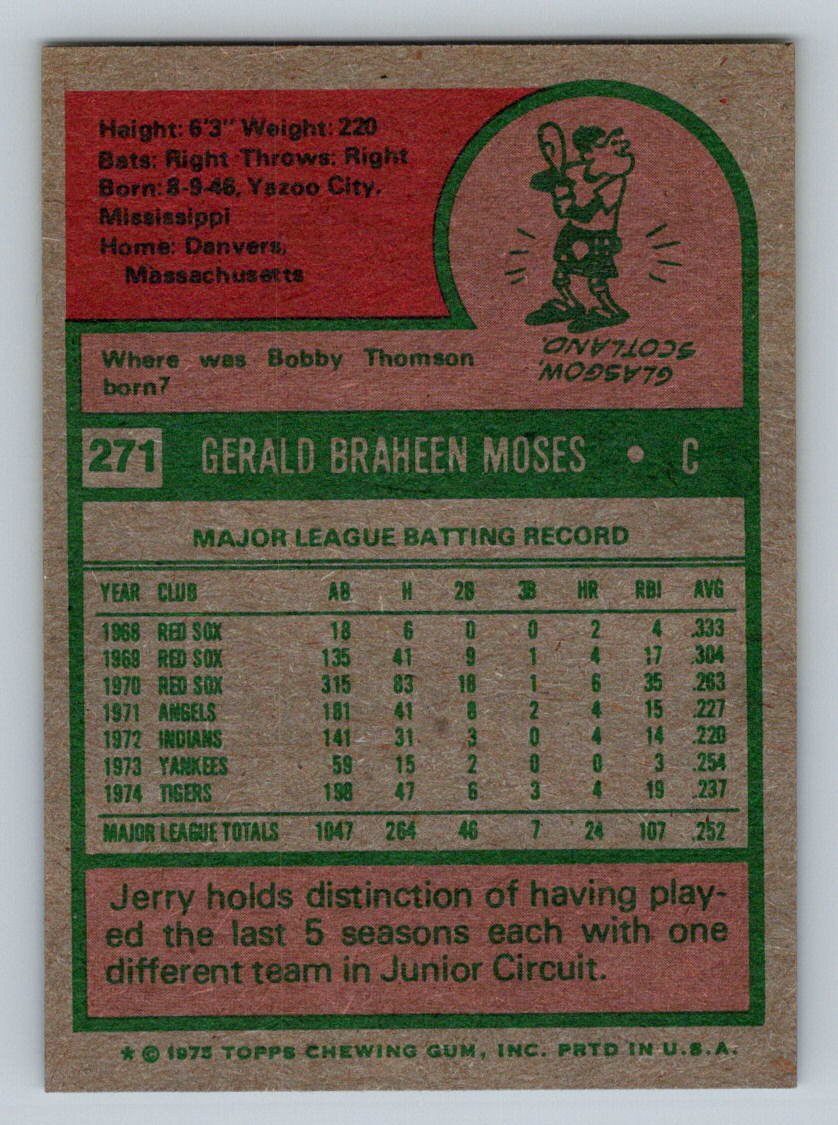 Height: 6'3" Weight: 220
Bats: Right Throws: Right
Born: 8-9-46, Yazoo City,
Mississippi
Home: Danvers,
Massachusetts
Where was Bobby Thomson
born?
GLASGOW,
SCOTLAND.
271 GERALD BRAHEEN MOSES • C
MAJOR LEAGUE BATTING RECORD
YEAR CLUB AB H 2B 3B HR RBI AVG
1968 RED SOX 18 6 0 0 2 4 .333
1969 RED SOX 135 41 9 1 4 17 .304
1970 RED SOX 315 83 18 1 6 35 .263
1971 ANGELS 181 41 8 2 4 15 .227
1972 INDIANS 141 31 3 0 4 14 .220
1973 YANKEES 59 15 2 0 0 3 .254
1974 TIGERS 198 47 6 3 4 19 .237
MAJOR LEAGUE TOTALS 1047 264 46 7 24 107 .252
Jerry holds distinction of having play-
ed the last 5 seasons each with one
different team in Junior Circuit.
* © 1975 TOPPS CHEWING GUM, INC. PRTD IN U.S.A.